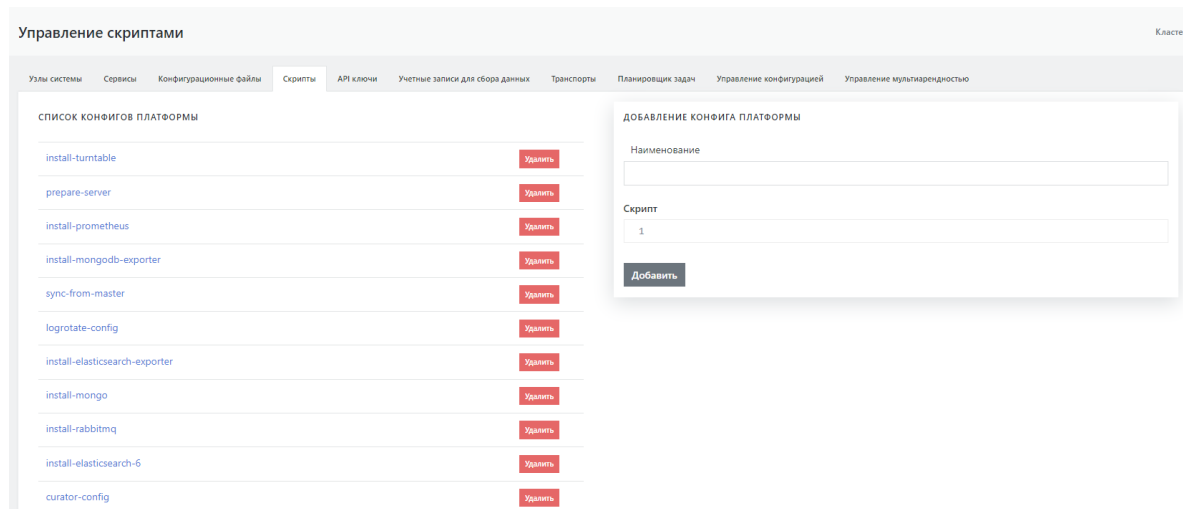 Управление скриптами
Класте
Узлы системы Сервисы Конфигурационные файлы Скрипты API ключи Учетные записи для сбора данных Транспорты Планировщик задач Управление конфигурацией Управление мультиарендностью
СПИСОК КОНФИГОВ ПЛАТФОРМЫ
install-turntable Удалить
prepare-server Удалить
install-prometheus Удалить
install-mongodb-exporter Удалить
sync-from-master Удалить
logrotate-config Удалить
install-elasticsearch-exporter Удалить
install-mongo Удалить
install-rabbitmq Удалить
install-elasticsearch-6 Удалить
curator-config Удалить
ДОБАВЛЕНИЕ КОНФИГА ПЛАТФОРМЫ
Наименование
Скрипт
1
Добавить